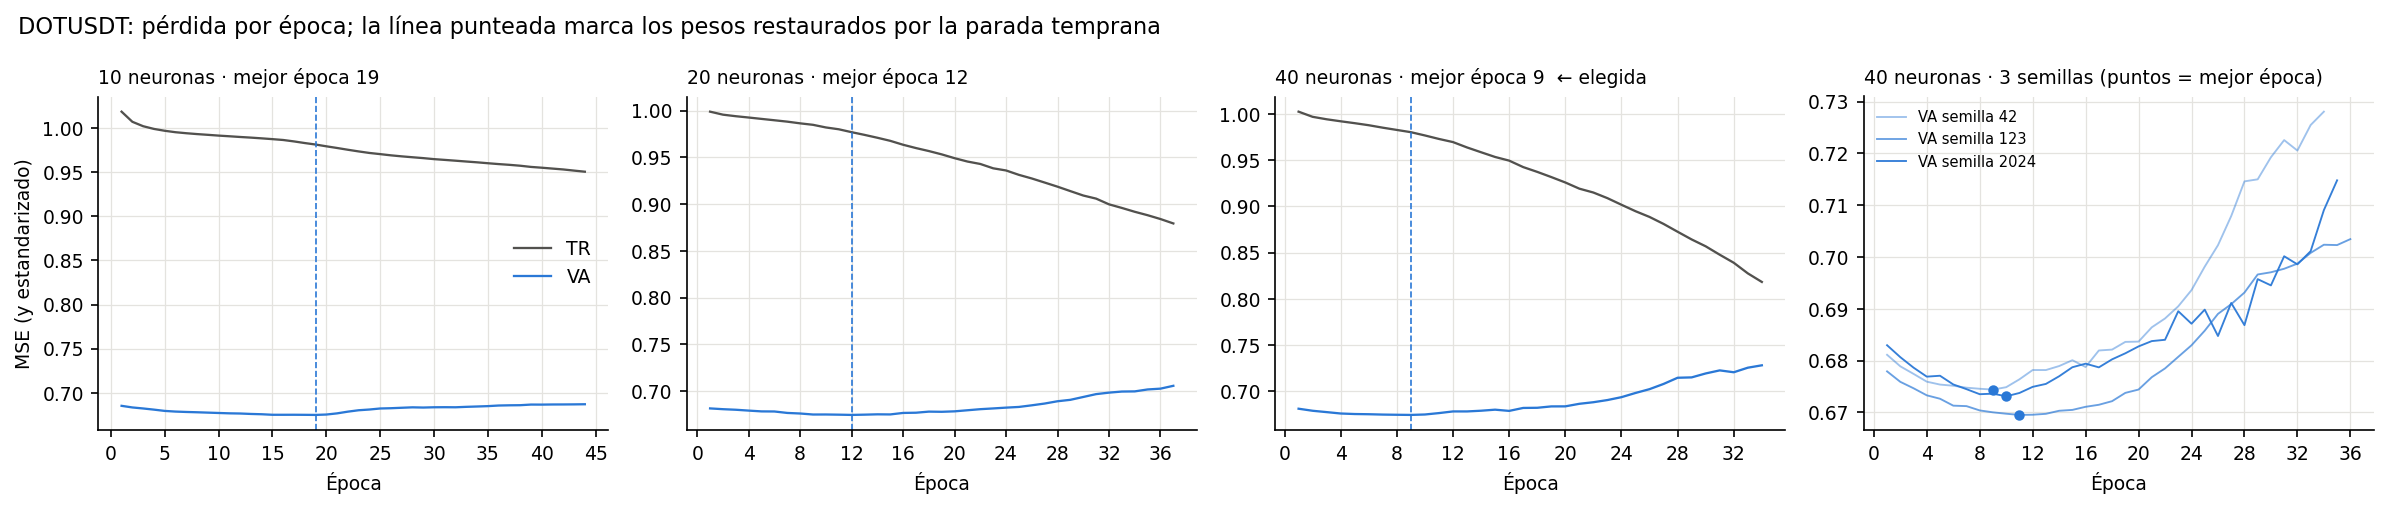 DOTUSDT: pérdida por época; la línea punteada marca los pesos restaurados por la parada temprana
10 neuronas · mejor época 19
MSE (y estandarizado)
1.00
0.95
0.90
0.85
0.80
0.75
0.70
TR
VA
0 5 10 15 20 25 30 35 40 45
Época
20 neuronas · mejor época 12
1.00
0.95
0.90
0.85
0.80
0.75
0.70
0 4 8 12 16 20 24 28 32 36
Época
40 neuronas · mejor época 9 ← elegida
1.00
0.95
0.90
0.85
0.80
0.75
0.70
0 4 8 12 16 20 24 28 32
Época
40 neuronas · 3 semillas (puntos = mejor época)
0.73
0.72
0.71
0.70
0.69
0.68
0.67
VA semilla 42
VA semilla 123
VA semilla 2024
0 4 8 12 16 20 24 28 32 36
Época